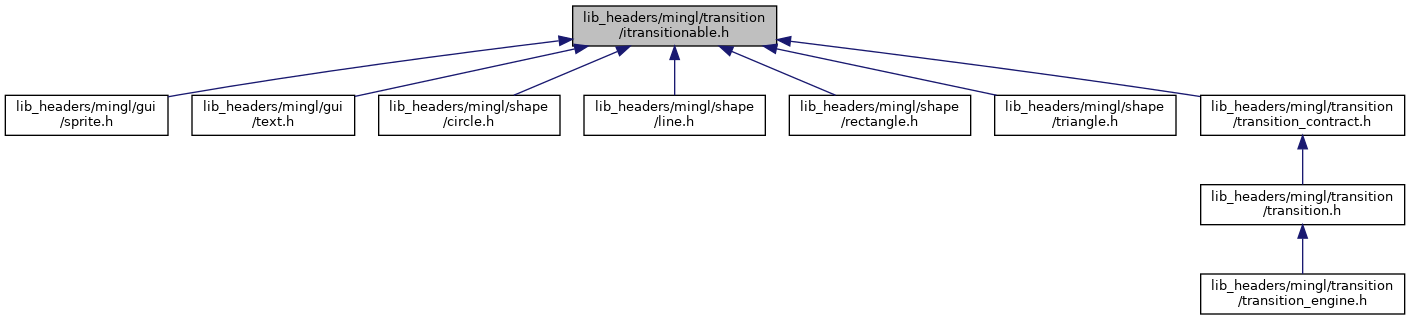 lib_headers/mingl/transition
/itransitionable.h
lib_headers/mingl/gui
/sprite.h
lib_headers/mingl/gui
/text.h
lib_headers/mingl/shape
/circle.h
lib_headers/mingl/shape
/line.h
lib_headers/mingl/shape
/rectangle.h
lib_headers/mingl/shape
/triangle.h
lib_headers/mingl/transition
/transition_contract.h
lib_headers/mingl/transition
/transition.h
lib_headers/mingl/transition
/transition_engine.h